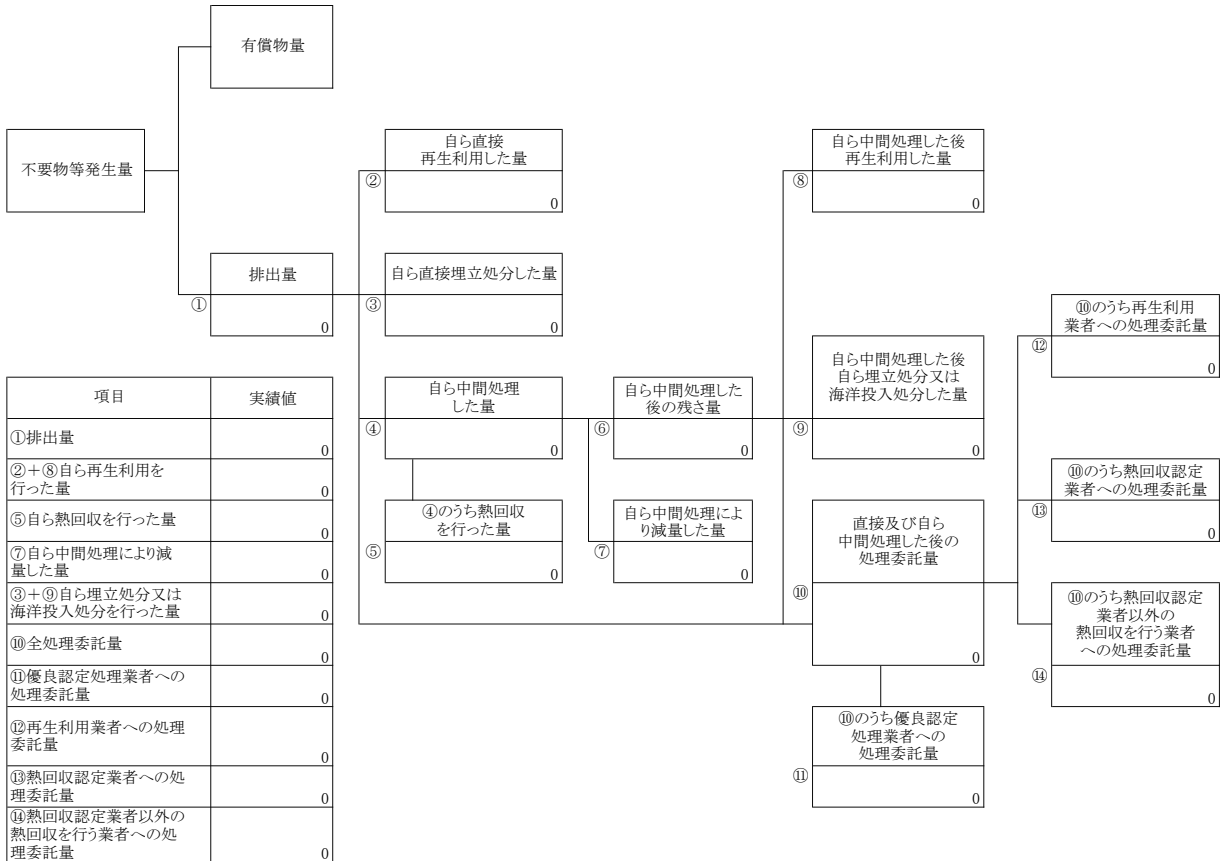 有償物量
不要物等発生量
自ら直接
再生利用した量
②
0
自ら中間処理した後
再生利用した量
⑧
0
排出量
①
0
自ら直接埋立処分した量
③
0
⑩のうち再生利用
業者への処理委託量
⑫
0
自ら中間処理
した量
④
0
自ら中間処理した
後の残さ量
⑥
0
自ら中間処理した後
自ら埋立処分又は
海洋投入処分した量
⑨
0
⑩のうち熱回収認定
業者への処理委託量
⑬
0
④のうち熱回収
を行った量
⑤
0
自ら中間処理によ
り減量した量
⑦
0
直接及び自ら
中間処理した後の
処理委託量
⑩
0
⑩のうち熱回収認定
業者以外の
熱回収を行う業者
への処理委託量
⑭
0
⑩のうち優良認定
処理業者への
処理委託量
⑪
0
項目 実績値
①排出量 0
②＋⑧自ら再生利用を
行った量 0
⑤自ら熱回収を行った量 0
⑦自ら中間処理により減
量した量 0
③＋⑨自ら埋立処分又は
海洋投入処分を行った量 0
⑩全処理委託量 0
⑪優良認定処理業者への
処理委託量 0
⑫再生利用業者への処理
委託量 0
⑬熱回収認定業者への処
理委託量 0
⑭熱回収認定業者以外の
熱回収を行う業者への処
理委託量 0